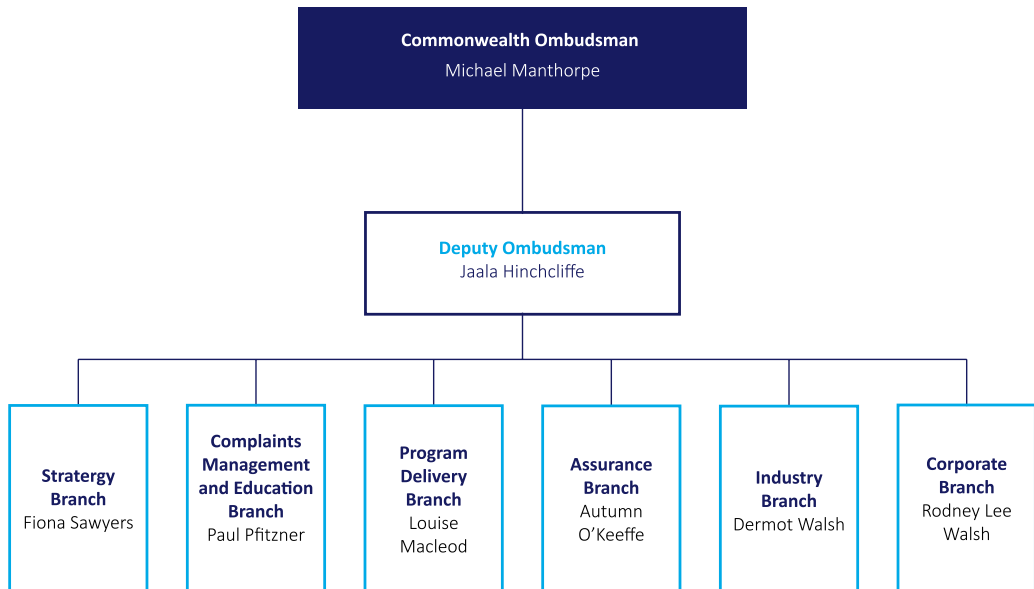 Commonwealth Ombudsman
Michael Manthorpe
Deputy Ombudsman
Jaala Hinchcliffe
Stratergy
Branch
Fiona Sawyers
Complaints
Management
and Education
Branch
Paul Pfitzner
Program
Delivery
Branch
Louise
Macleod
Assurance
Branch
Autumn
O’Keeffe
Industry
Branch
Dermot Walsh
Corporate
Branch
Rodney Lee
Walsh